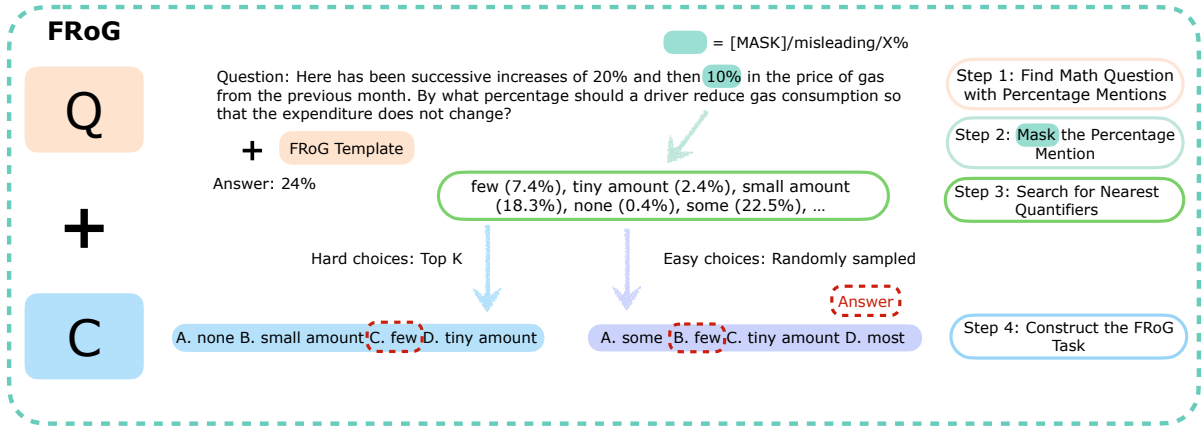 FRoG
= [MASK]/misleading/X%
Q
Question: Here has been successive increases of 20% and then 10% in the price of gas
from the previous month. By what percentage should a driver reduce gas consumption so
that the expenditure does not change?
+ FRoG Template
Answer: 24%
Step 1: Find Math Question
with Percentage Mentions
Step 2: Mask the Percentage
Mention
few (7.4%), tiny amount (2.4%), small amount
(18.3%), none (0.4%), some (22.5%), ...
Step 3: Search for Nearest
Quantifiers
+
Hard choices: Top K
Easy choices: Randomly sampled
Answer
C
A. none B. small amount C. few D. tiny amount
A. some B. few C. tiny amount D. most
Step 4: Construct the FRoG
Task